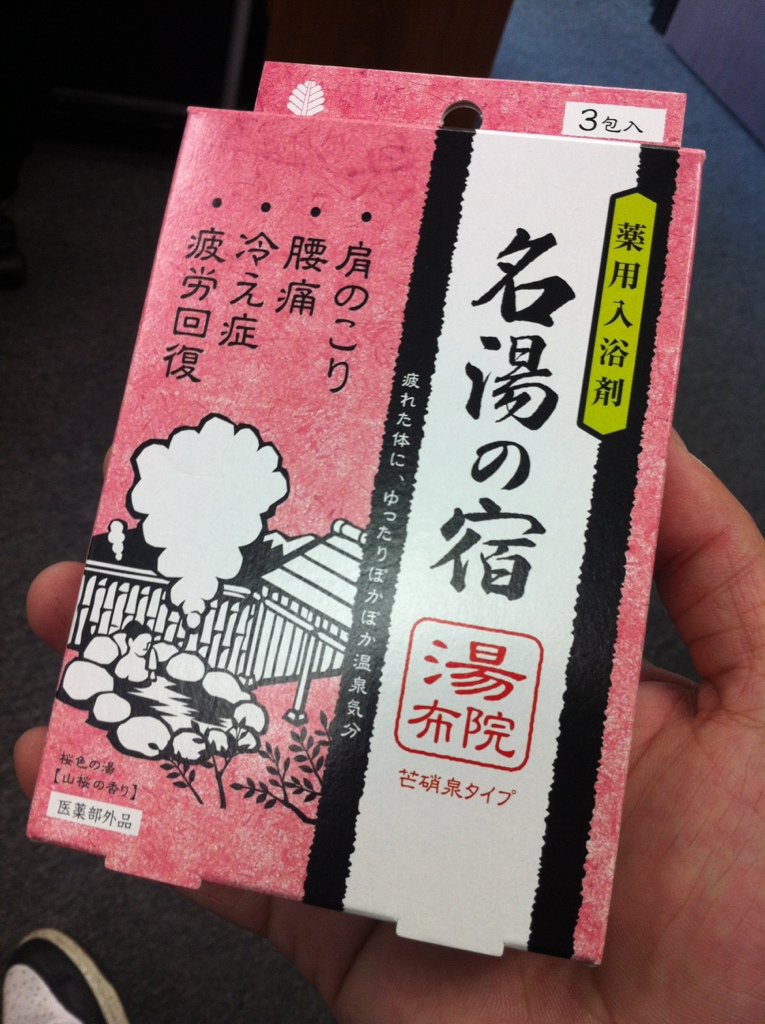 3包入
薬用入浴剤
名湯の宿
湯
布院
芒硝泉タイプ
疲れた体に、ゆったりぽかぽか温泉気分
・肩のこり
・腰痛
・冷え症
・疲労回復
桜色の湯
【山桜の香り】
医薬部外品